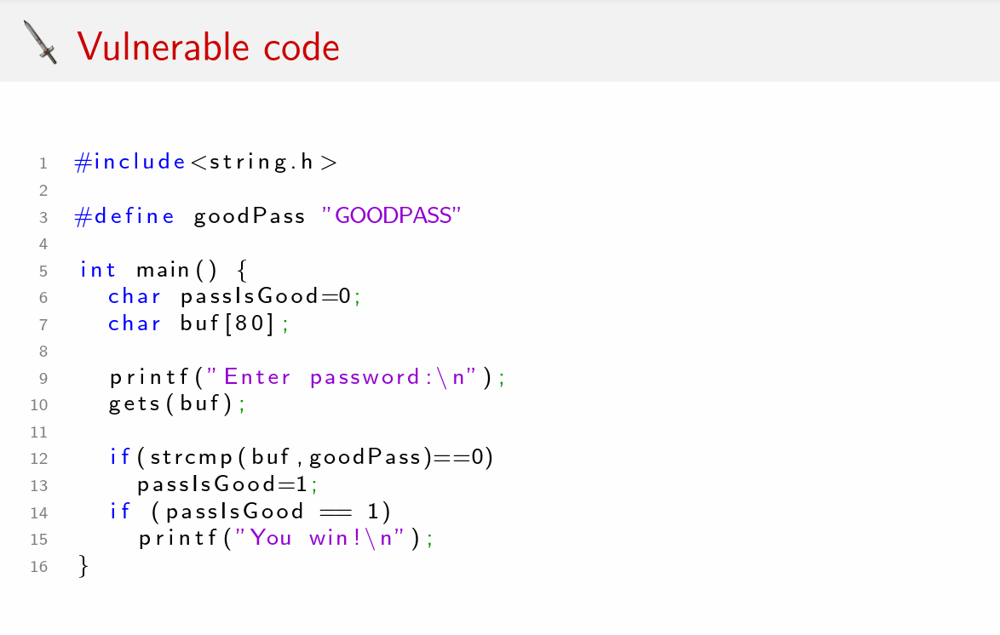 Vulnerable code
1 #include<string.h>
2
3 #define goodPass "GOODPASS"
4
5 int main() {
6 char passIsGood=0;
7 char buf[80];
8
9 printf("Enter password:\n");
10 gets(buf);
11
12 if(strcmp(buf,goodPass)==0)
13 passIsGood=1;
14 if (passIsGood == 1)
15 printf("You win!\n");
16 }